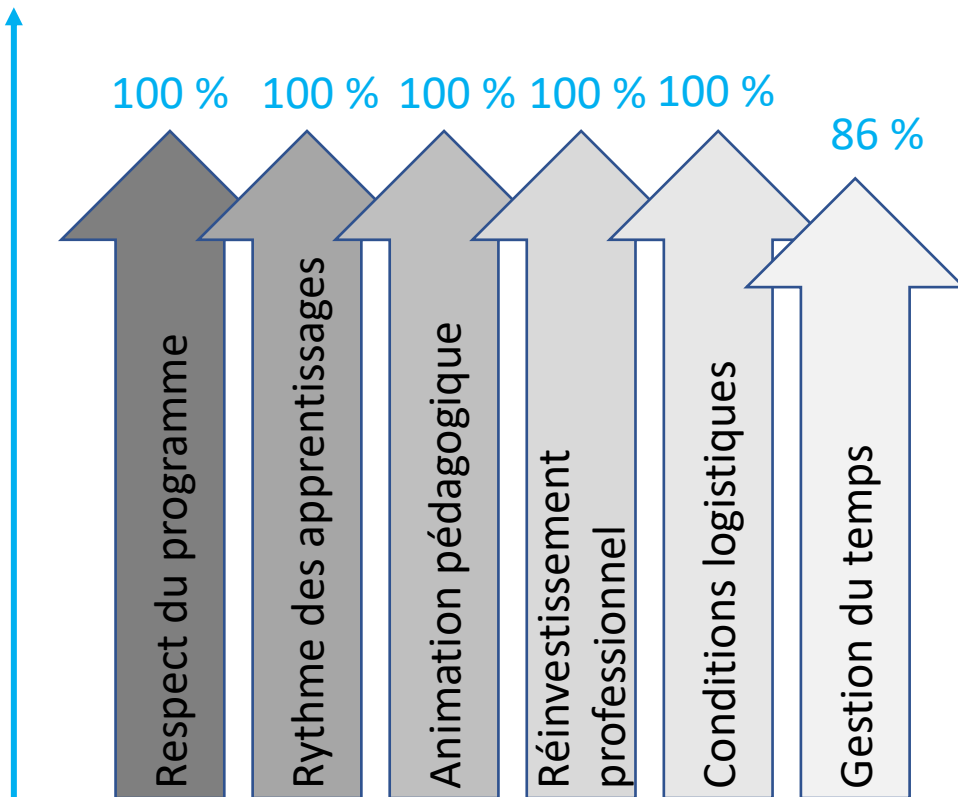 100 %
100 %
100 %
100 %
100 %
86 %
Respect du programme
Rythme des apprentissages
Animation pédagogique
Réinvestissement
professionnel
Conditions logistiques
Gestion du temps